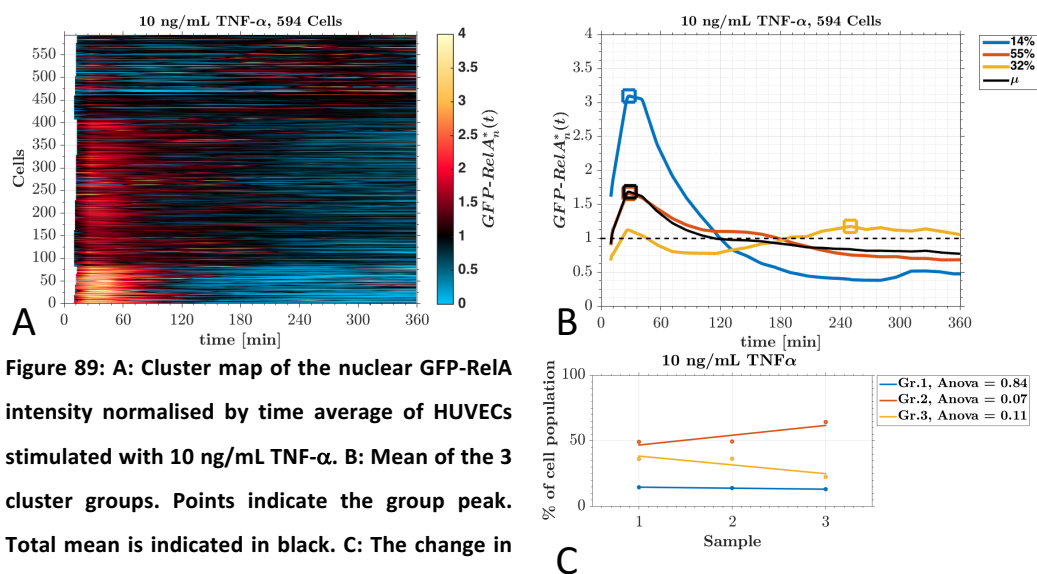 10 ng/mL TNF-α, 594 Cells
550
500
450
400
350
300
250
200
150
100
50
0
Cells
0 60 120 180 240 300 360
time [min]
4
3.5
3
2.5
2
1.5
1
0.5
0
GFP-RelA*n(t)
A
10 ng/mL TNF-α, 594 Cells
4
3.5
3
2.5
2
1.5
1
0.5
0
GFP-RelA*n(t)
0 60 120 180 240 300 360
time [min]
14%
55%
32%
μ
B
Figure 89: A: Cluster map of the nuclear GFP-RelA
intensity normalised by time average of HUVECs
stimulated with 10 ng/mL TNF-α. B: Mean of the 3
cluster groups. Points indicate the group peak.
Total mean is indicated in black. C: The change in
10 ng/mL TNFα
100
50
0
% of cell population
1 2 3
Sample
Gr.1, Anova = 0.84
Gr.2, Anova = 0.07
Gr.3, Anova = 0.11
C